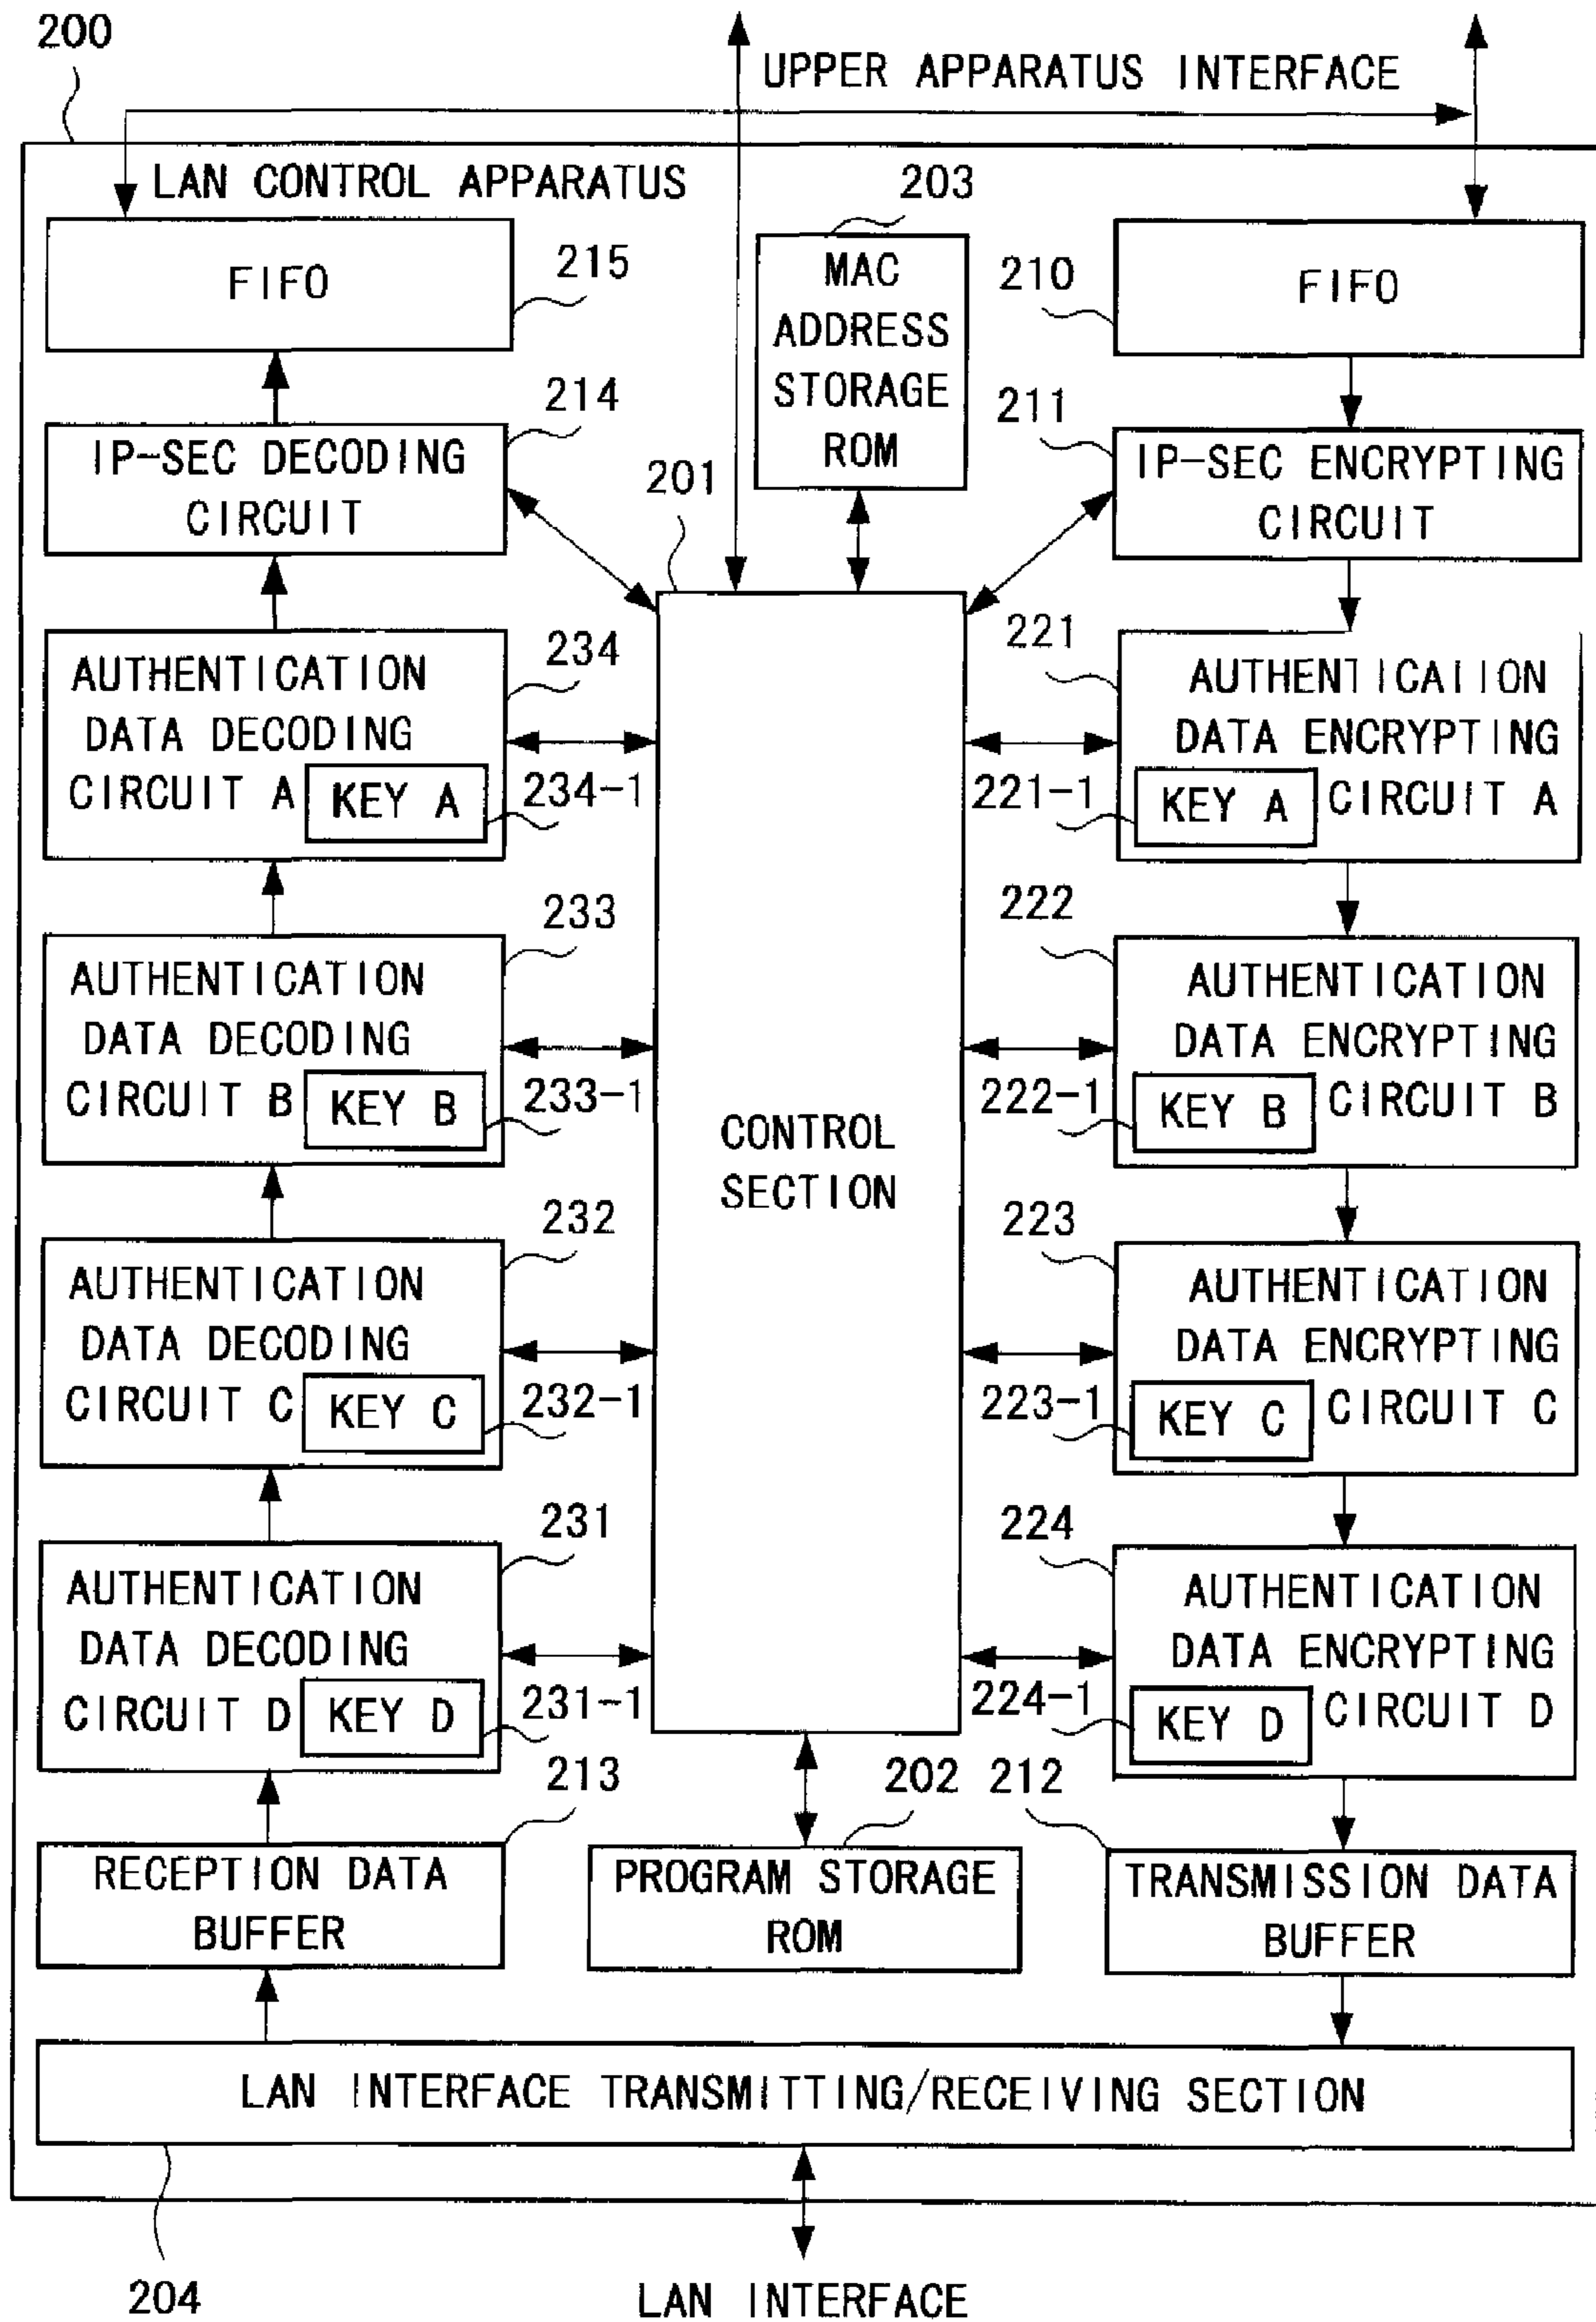 200
UPPER APPARATUS INTERFACE
LAN CONTROL APPARATUS
203
FIFO
215
MAC
ADDRESS
STORAGE
ROM
210
FIFO
214
IP-SEC DECODING
CIRCUIT
201
211
IP-SEC ENCRYPTING
CIRCUIT
234
AUTHENTICATION
DATA DECODING
CIRCUIT A
KEY A
234-1
221
AUTHENTICATION
DATA ENCRYPTING
221-1
KEY A
CIRCUIT A
233
AUTHENTICATION
DATA DECODING
CIRCUIT B
KEY B
233-1
222
AUTHENTICATION
DATA ENCRYPTING
222-1
KEY B
CIRCUIT B
CONTROL
SECTION
232
AUTHENTICATION
DATA DECODING
CIRCUIT C
KEY C
232-1
223
AUTHENTICATION
DATA ENCRYPTING
223-1
KEY C
CIRCUIT C
231
AUTHENTICATION
DATA DECODING
CIRCUIT D
KEY D
231-1
224
AUTHENTICATION
DATA ENCRYPTING
224-1
KEY D
CIRCUIT D
213
RECEPTION DATA
BUFFER
202
PROGRAM STORAGE
ROM
212
TRANSMISSION DATA
BUFFER
LAN INTERFACE TRANSMITTING/RECEIVING SECTION
204
LAN INTERFACE